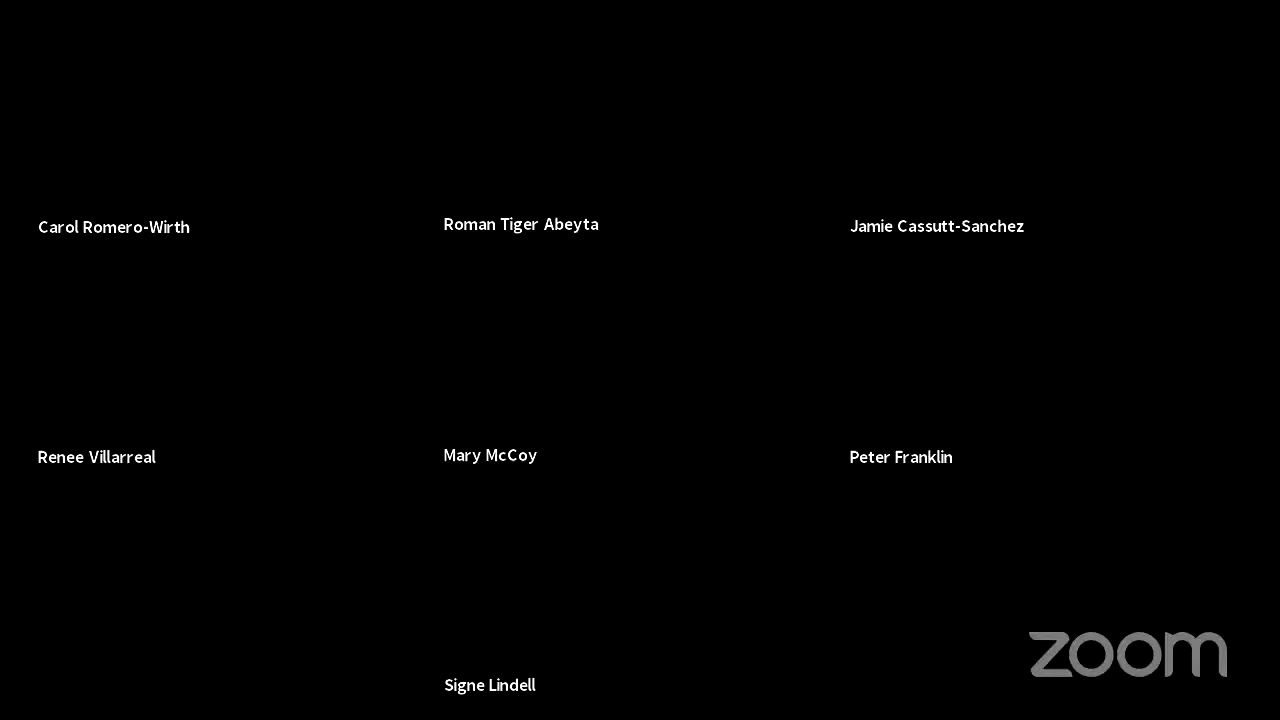 Carol Romero-Wirth
Roman Tiger Abeyta
Jamie Cassutt-Sanchez
Renee Villarreal
Mary McCoy
Peter Franklin
Signe Lindell
zoom